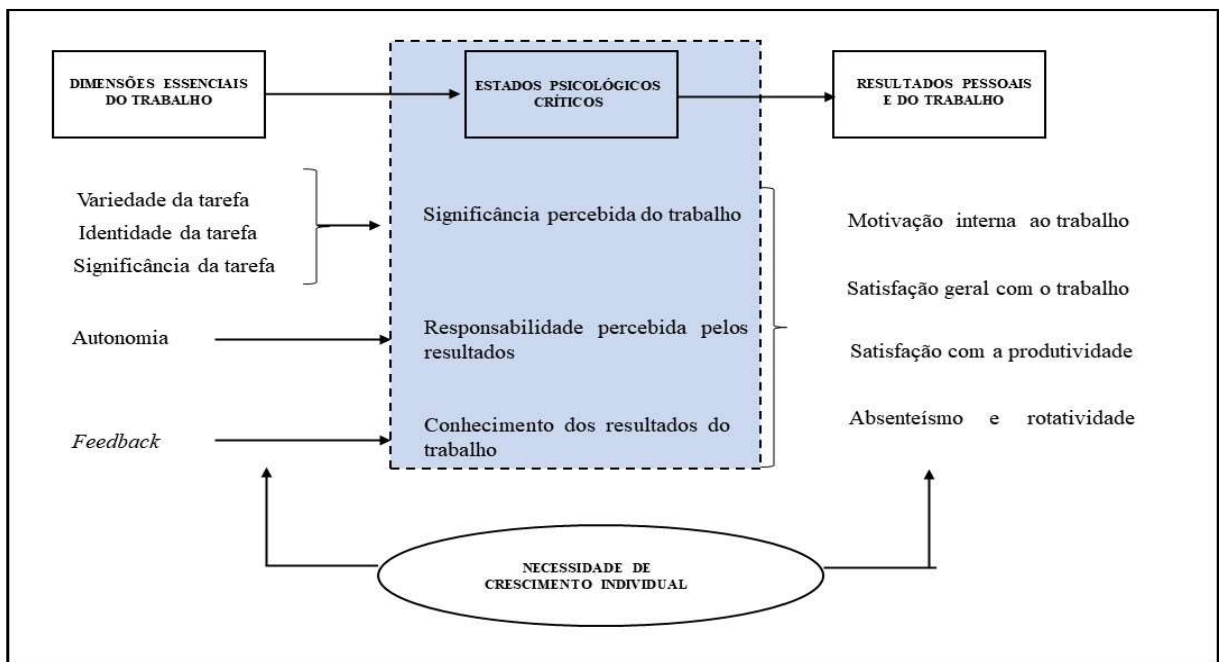 DIMENSÕES ESSENCIAIS
DO TRABALHO
ESTADOS PSICOLÓGICOS
CRÍTICOS
RESULTADOS PESSOAIS
E DO TRABALHO
Variedade da tarefa
Identidade da tarefa
Significância da tarefa
Autonomia
Feedback
Significância percebida do trabalho
Responsabilidade percebida pelos
resultados
Conhecimento dos resultados do
trabalho
Motivação interna ao trabalho
Satisfação geral com o trabalho
Satisfação com a produtividade
Absenteísmo e rotatividade
NECESSIDADE DE
CRESCIMENTO INDIVIDUAL